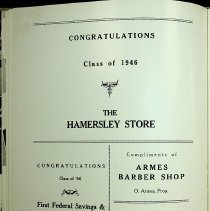 CONGRATULATIONS
Class of 1946
THE
HAMERSLEY STORE
CONGRATULATIONS
Class of '46
First Federal Savings &
Compliments of
ARMES
BARBER SHOP
O. Armes, Prop.